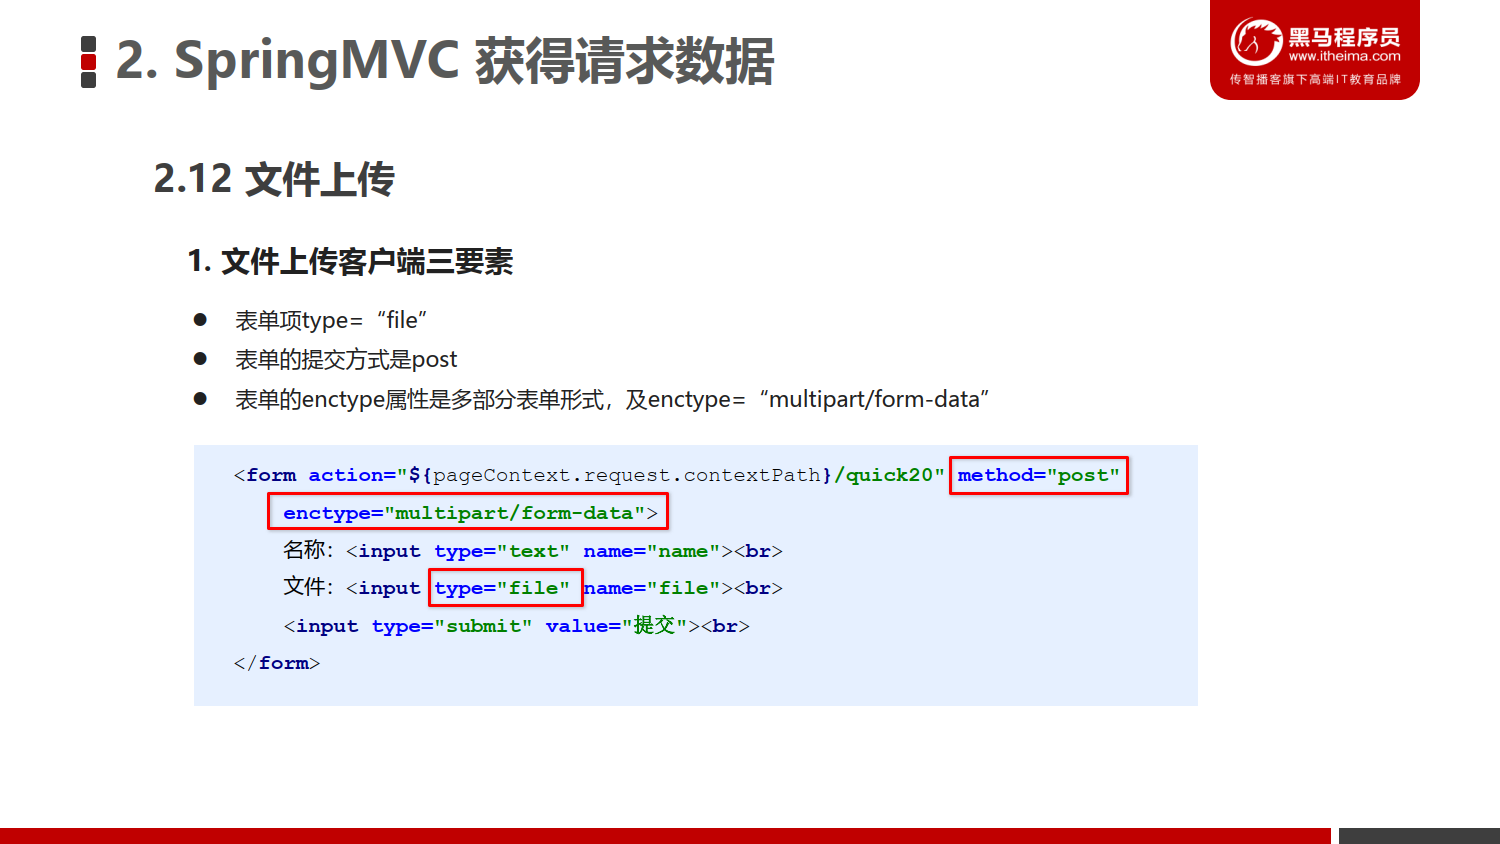 2. SpringMVC 获得请求数据
黑马程序员
www.itheima.com
传智播客旗下高端IT教育品牌
2.12 文件上传
1. 文件上传客户端三要素
● 表单项type=“file”
● 表单的提交方式是post
● 表单的enctype属性是多部分表单形式，及enctype=“multipart/form-data”
<form action="${pageContext.request.contextPath}/quick20" method="post"
enctype="multipart/form-data">
名称：<input type="text" name="name"><br>
文件：<input type="file" name="file"><br>
<input type="submit" value="提交"><br>
</form>